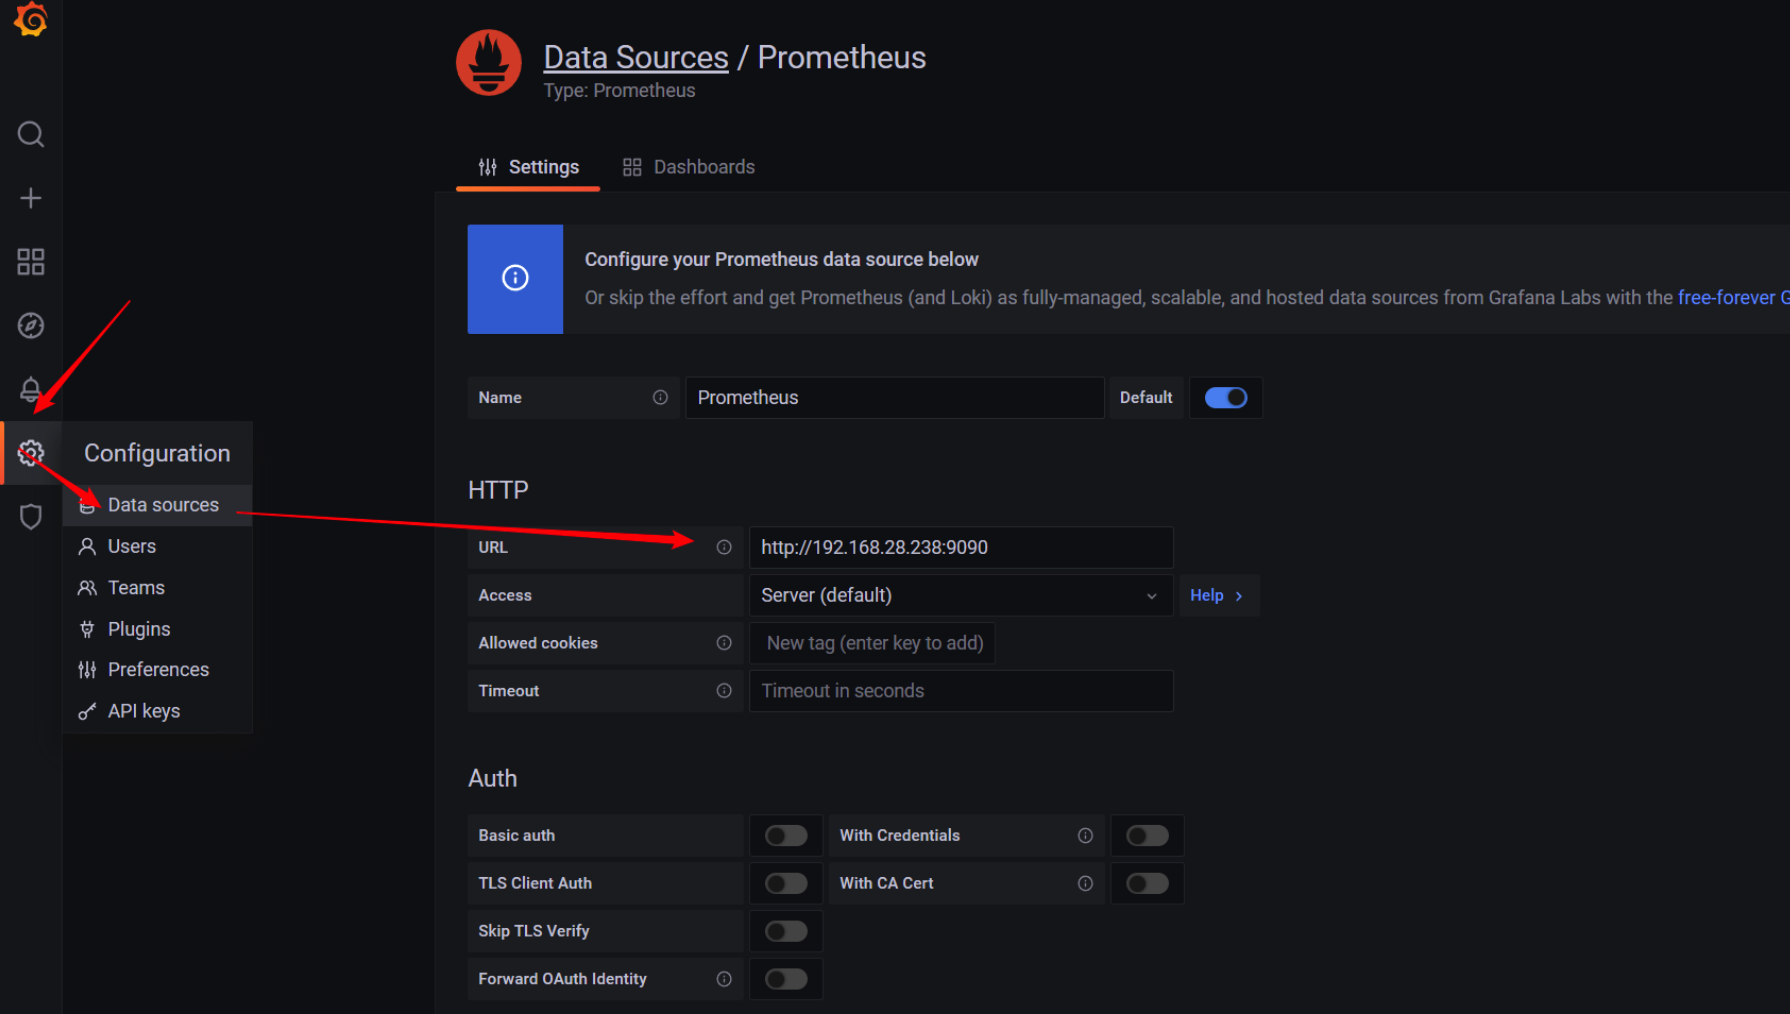 Data Sources / Prometheus
Type: Prometheus
Settings
Dashboards
Configure your Prometheus data source below
Or skip the effort and get Prometheus (and Loki) as fully-managed, scalable, and hosted data sources from Grafana Labs with the free-forever G
Name
Prometheus
Default
Configuration
Data sources
Users
Teams
Plugins
Preferences
API keys
HTTP
URL
http://192.168.28.238:9090
Access
Server (default)
Help
Allowed cookies
New tag (enter key to add)
Timeout
Timeout in seconds
Auth
Basic auth
With Credentials
TLS Client Auth
With CA Cert
Skip TLS Verify
Forward OAuth Identity